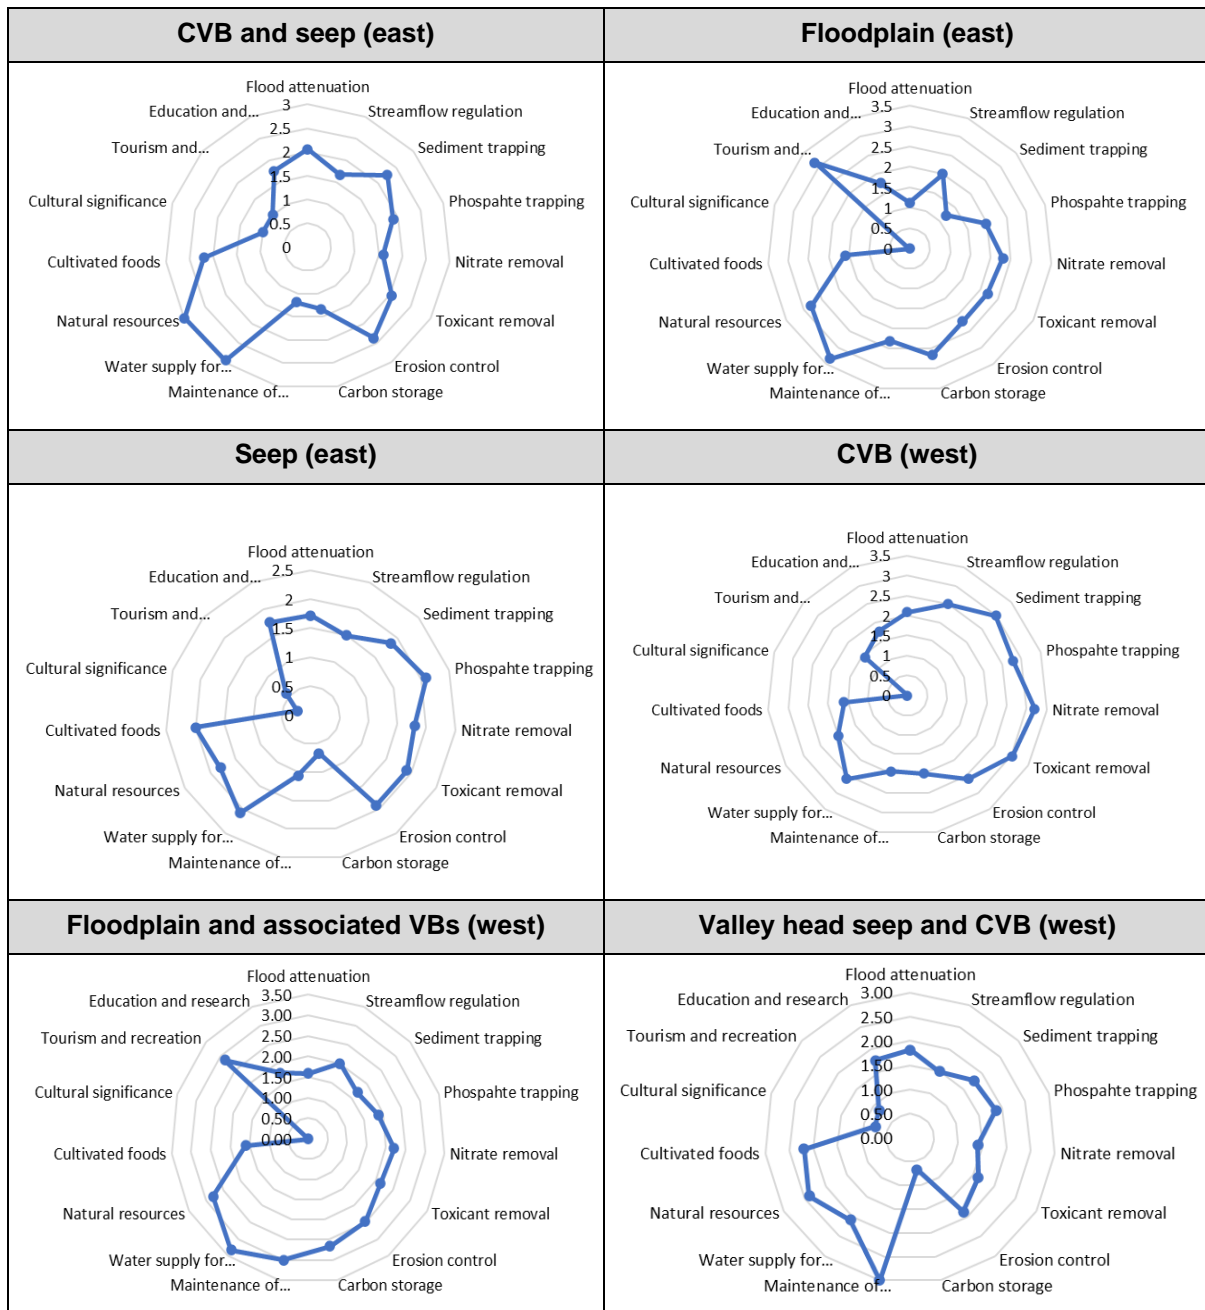 CVB and seep (east)
Floodplain (east)
Flood attenuation
3
Education and...
Streamflow regulation
2.5
Tourism and...
Sediment trapping
2
1.5
Cultural significance
Phospahte trapping
1
0.5
0
Cultivated foods
Nitrate removal
Natural resources
Toxicant removal
Water supply for...
Erosion control
Maintenance of...
Carbon storage
Flood attenuation
3.5
Education and...
Streamflow regulation
3
Tourism and...
2.5
Sediment trapping
2
1.5
Cultural significance
Phospahte trapping
1
0.5
0
Cultivated foods
Nitrate removal
Natural resources
Toxicant removal
Water supply for...
Erosion control
Maintenance of...
Carbon storage
Seep (east)
CVB (west)
Flood attenuation
2.5
Education and...
Streamflow regulation
2
Tourism and...
Sediment trapping
1.5
1
Cultural significance
Phospahte trapping
0.5
0
Cultivated foods
Nitrate removal
Natural resources
Toxicant removal
Water supply for...
Erosion control
Maintenance of...
Carbon storage
Flood attenuation
3.5
Education and...
Streamflow regulation
3
Tourism and...
2.5
Sediment trapping
2
1.5
Cultural significance
Phospahte trapping
1
0.5
0
Cultivated foods
Nitrate removal
Natural resources
Toxicant removal
Water supply for...
Erosion control
Maintenance of...
Carbon storage
Floodplain and associated VBs (west)
Valley head seep and CVB (west)
Flood attenuation
3.50
Education and research
Streamflow regulation
3.00
Tourism and recreation
2.50
Sediment trapping
2.00
1.50
Cultural significance
Phospahte trapping
1.00
0.50
0.00
Cultivated foods
Nitrate removal
Natural resources
Toxicant removal
Water supply for...
Erosion control
Maintenance of...
Carbon storage
Flood attenuation
3.00
Education and research
Streamflow regulation
2.50
Tourism and recreation
Sediment trapping
2.00
1.50
Cultural significance
Phospahte trapping
1.00
0.50
0.00
Cultivated foods
Nitrate removal
Natural resources
Toxicant removal
Water supply for...
Erosion control
Maintenance of...
Carbon storage